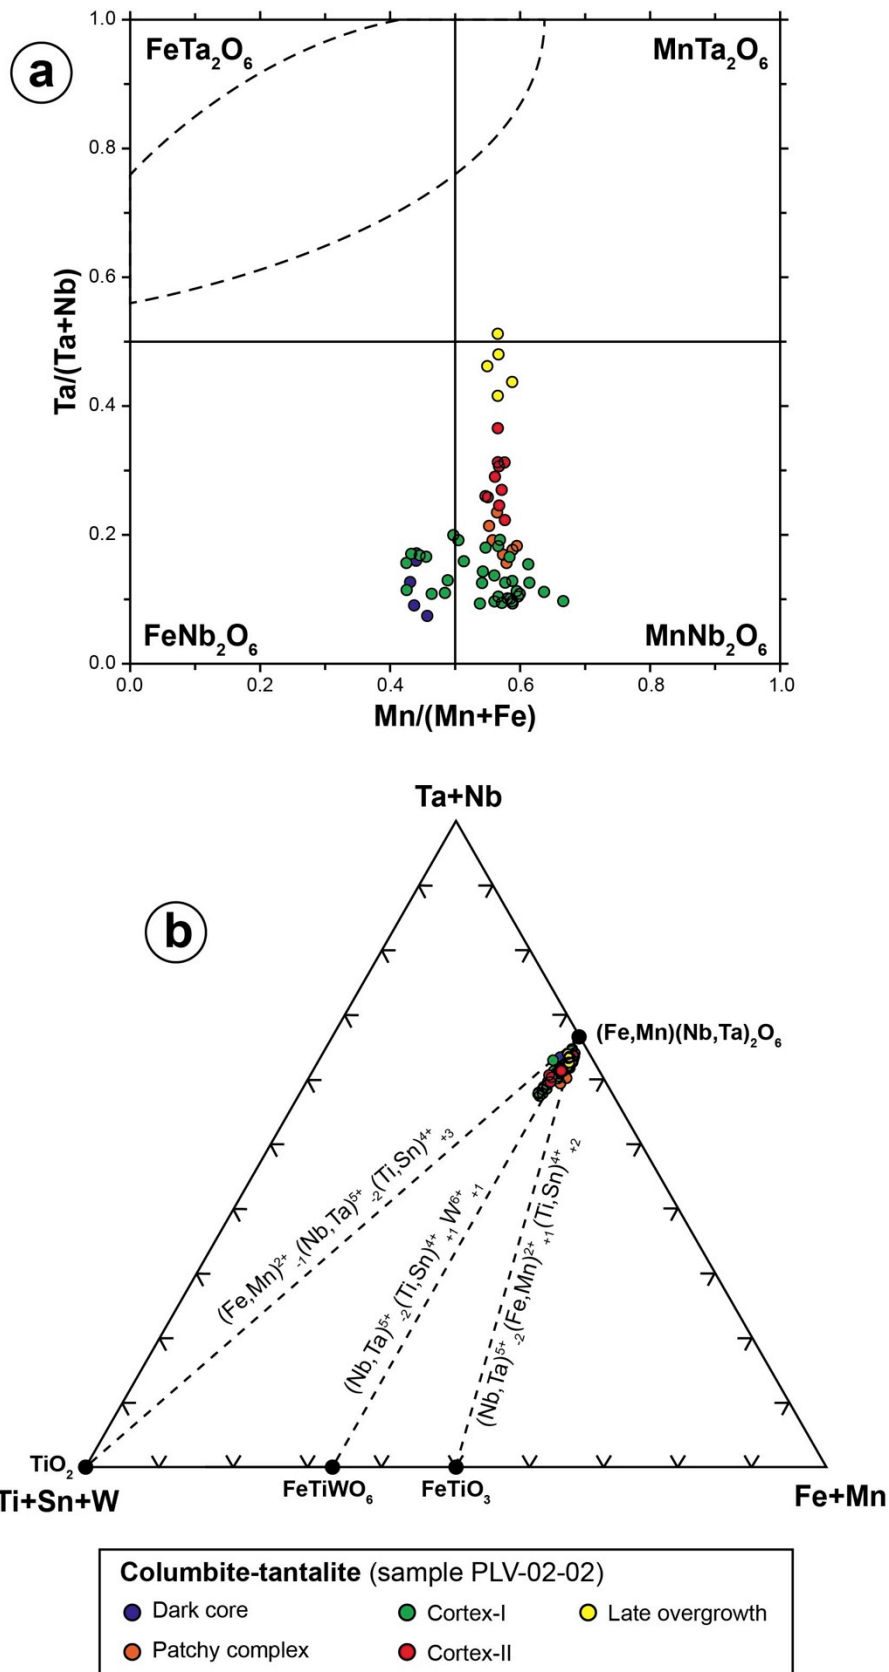 a
FeTa₂O₆
MnTa₂O₆
1.0
0.8
0.6
0.4
0.2
0.0
Ta/(Ta+Nb)
FeNb₂O₆
MnNb₂O₆
0.0 0.2 0.4 0.6 0.8 1.0
Mn/(Mn+Fe)
Ta+Nb
b
(Fe,Mn)(Nb,Ta)₂O₆
(Fe,Mn)²⁺₋₁(Nb,Ta)⁵⁺₋₂(Ti,Sn)⁴⁺₊₃
(Nb,Ta)⁵⁺₋₂(Ti,Sn)⁴⁺₊₁W⁶⁺₊₁
(Nb,Ta)⁵⁺₋₂(Fe,Mn)²⁺₊₁(Ti,Sn)⁴⁺₊₂
TiO₂
FeTiWO₆
FeTiO₃
Ti+Sn+W
Fe+Mn
Columbite-tantalite (sample PLV-02-02)
Dark core
Cortex-I
Late overgrowth
Patchy complex
Cortex-II